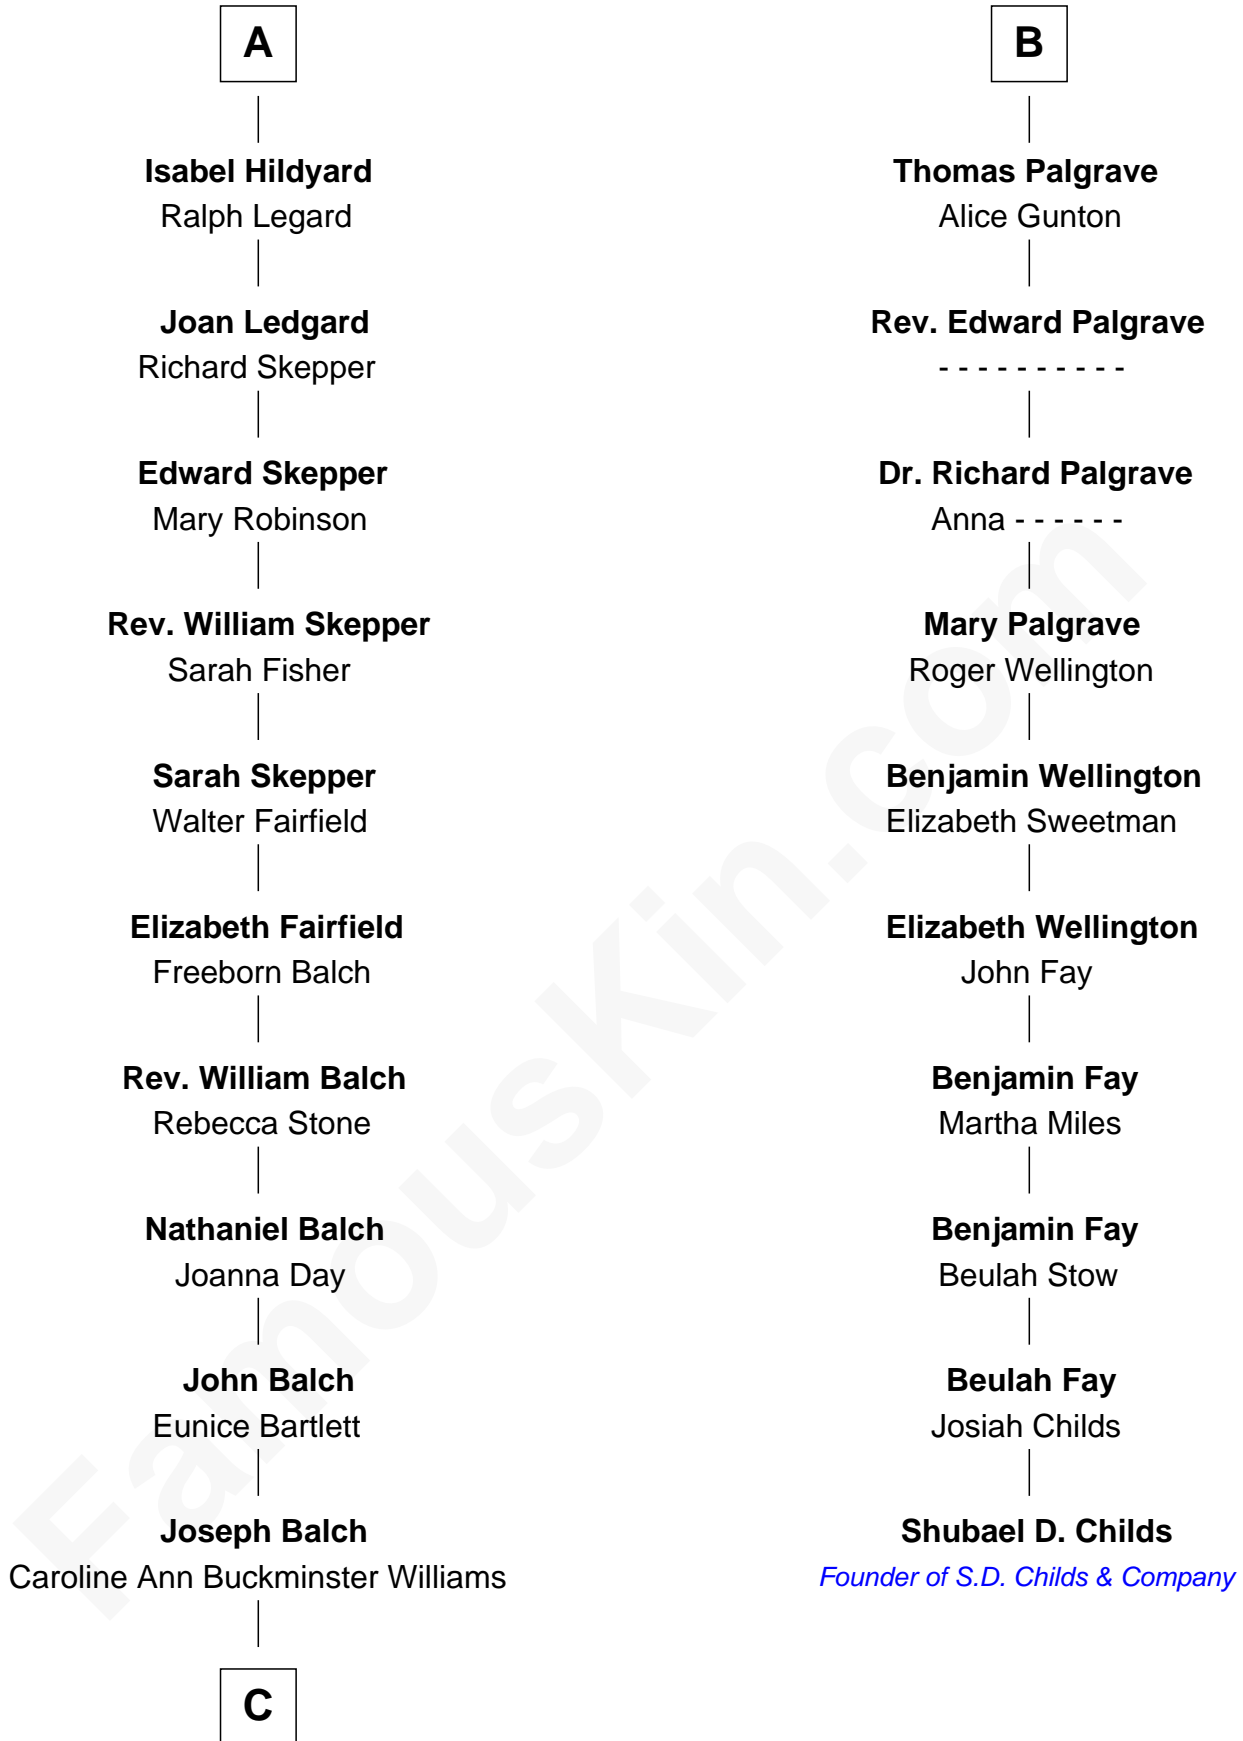 A
Isabel Hildyard
Ralph Legard
Joan Ledgard
Richard Skepper
Edward Skepper
Mary Robinson
Rev. William Skepper
Sarah Fisher
Sarah Skepper
Walter Fairfield
Elizabeth Fairfield
Freeborn Balch
Rev. William Balch
Rebecca Stone
Nathaniel Balch
Joanna Day
John Balch
Eunice Bartlett
Joseph Balch
Caroline Ann Buckminster Williams
C
B
Thomas Palgrave
Alice Gunton
Rev. Edward Palgrave
- - - - - - - - - -
Dr. Richard Palgrave
Anna - - - - - -
Mary Palgrave
Roger Wellington
Benjamin Wellington
Elizabeth Sweetman
Elizabeth Wellington
John Fay
Benjamin Fay
Martha Miles
Benjamin Fay
Beulah Stow
Beulah Fay
Josiah Childs
Shubael D. Childs
Founder of S.D. Childs & Company
FamousKin.com